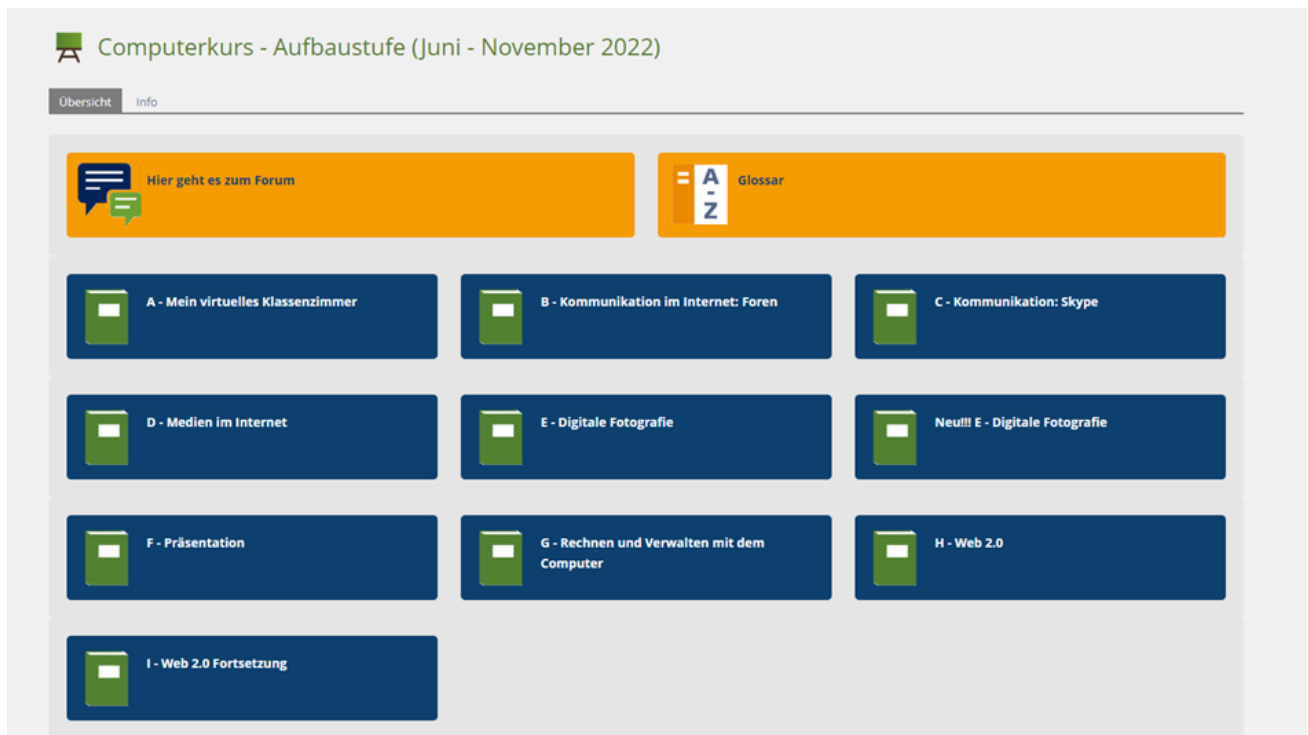 Computerkurs - Aufbaustufe (Juni - November 2022)
Übersicht Info
Hier geht es zum Forum
A
-
Z
Glossar
A - Mein virtuelles Klassenzimmer
B - Kommunikation im Internet: Foren
C - Kommunikation: Skype
D - Medien im Internet
E - Digitale Fotografie
Neu!!! E - Digitale Fotografie
F - Präsentation
G - Rechnen und Verwalten mit dem
Computer
H - Web 2.0
I - Web 2.0 Fortsetzung